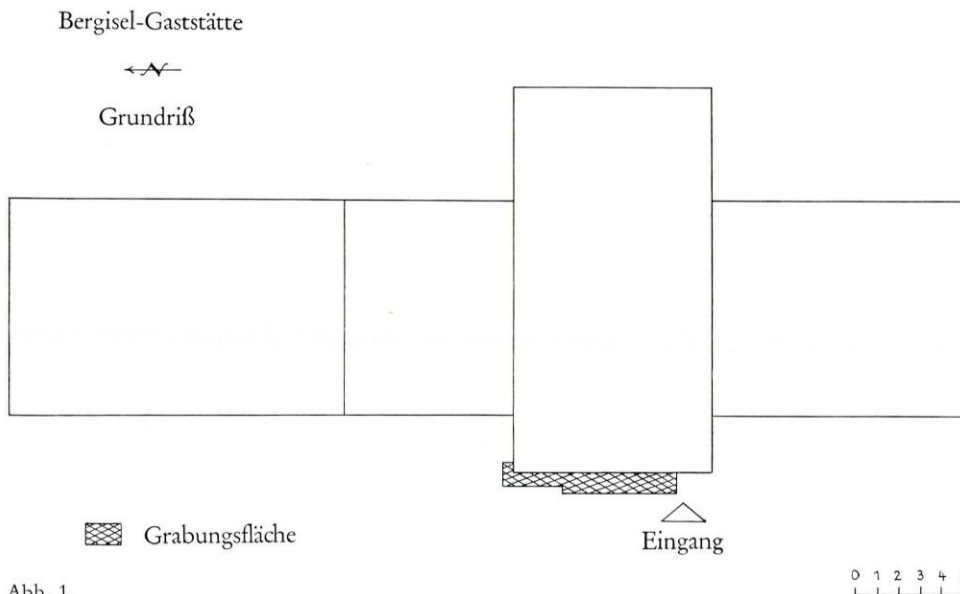 Bergisel-Gaststätte
N
Grundriß
Grabungsfläche
Eingang
Abb. 1
0 1 2 3 4